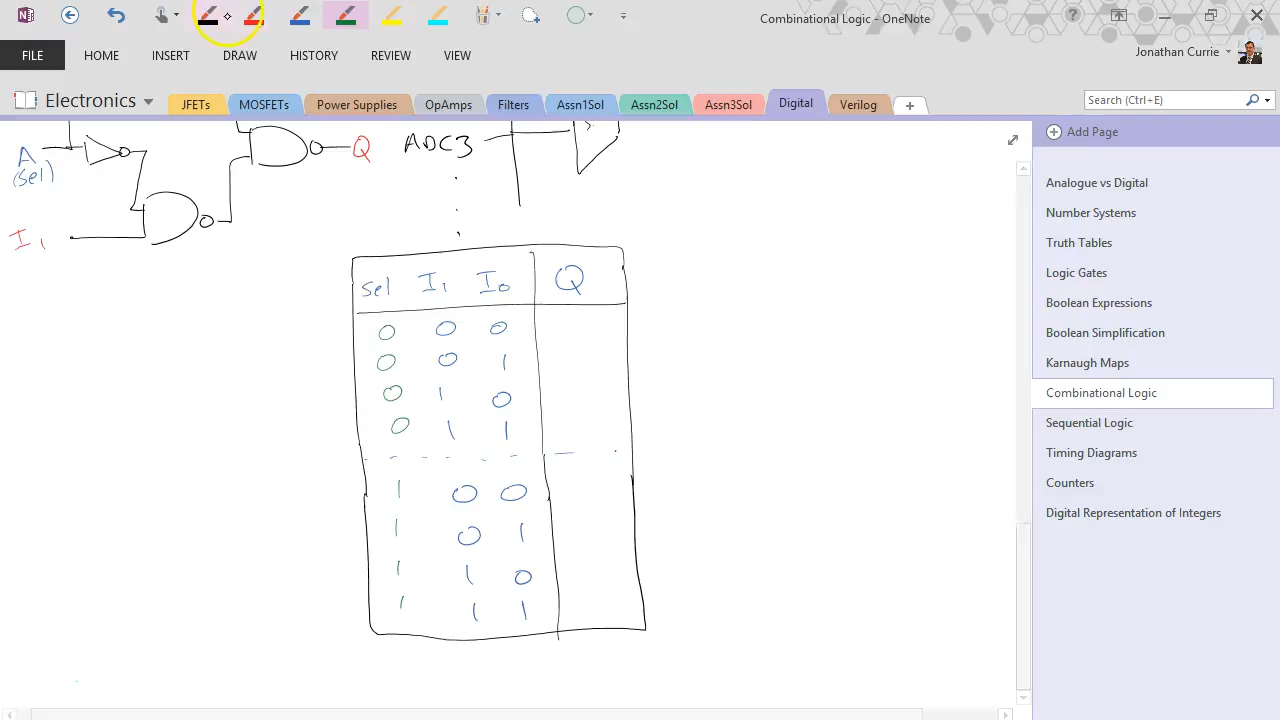 Combinational Logic - OneNote
FILE HOME INSERT DRAW HISTORY REVIEW VIEW
Jonathan Currie
Electronics
JFETs MOSFETs Power Supplies OpAmps Filters Assn1Sol Assn2Sol Assn3Sol Digital Verilog
Search (Ctrl+E)
Add Page
Analogue vs Digital
Number Systems
Truth Tables
Logic Gates
Boolean Expressions
Boolean Simplification
Karnaugh Maps
Combinational Logic
Sequential Logic
Timing Diagrams
Counters
Digital Representation of Integers
A
(sel)
I1
Q
ADC3
Sel I1 I0 Q
0 0 0
0 0 1
0 1 0
0 1 1
1 0 0
1 0 1
1 1 0
1 1 1